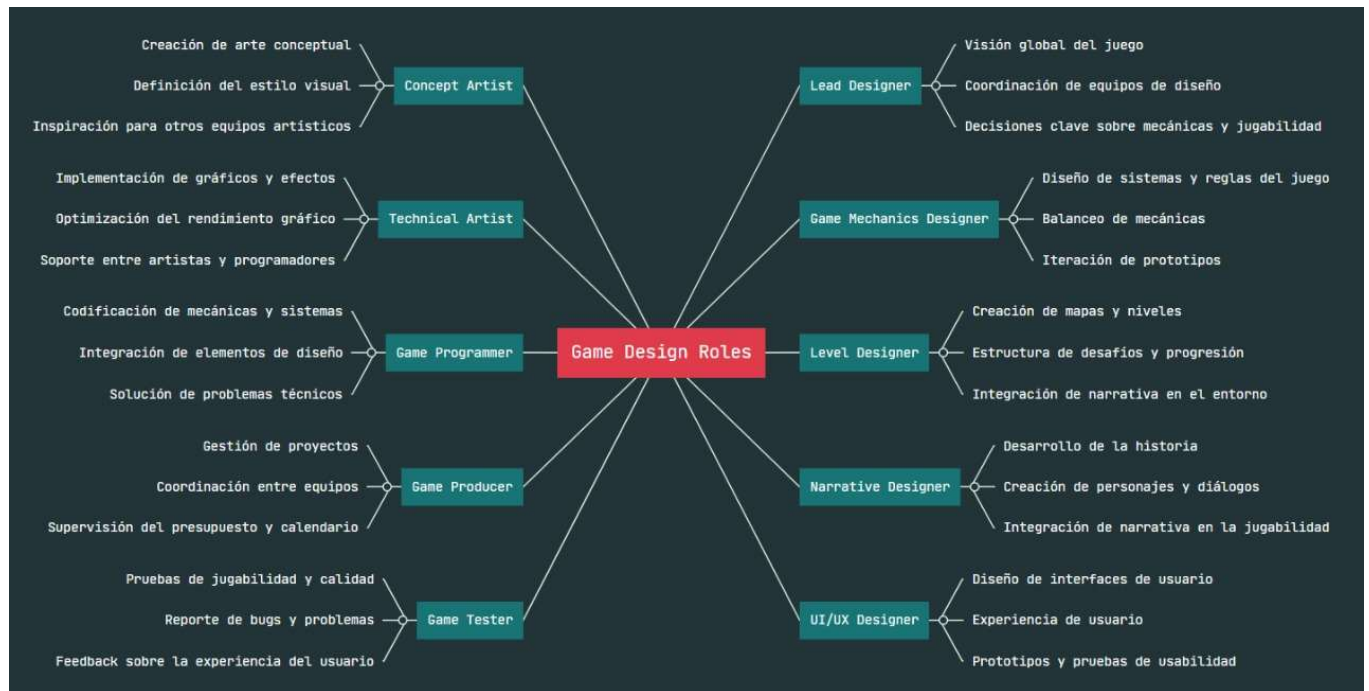 Game Design Roles
Concept Artist
Creación de arte conceptual
Definición del estilo visual
Inspiración para otros equipos artísticos
Technical Artist
Implementación de gráficos y efectos
Optimización del rendimiento gráfico
Soporte entre artistas y programadores
Game Programmer
Codificación de mecánicas y sistemas
Integración de elementos de diseño
Solución de problemas técnicos
Game Producer
Gestión de proyectos
Coordinación entre equipos
Supervisión del presupuesto y calendario
Game Tester
Pruebas de jugabilidad y calidad
Reporte de bugs y problemas
Feedback sobre la experiencia del usuario
Lead Designer
Visión global del juego
Coordinación de equipos de diseño
Decisiones clave sobre mecánicas y jugabilidad
Game Mechanics Designer
Diseño de sistemas y reglas del juego
Balanceo de mecánicas
Iteración de prototipos
Level Designer
Creación de mapas y niveles
Estructura de desafíos y progresión
Integración de narrativa en el entorno
Narrative Designer
Desarrollo de la historia
Creación de personajes y diálogos
Integración de narrativa en la jugabilidad
UI/UX Designer
Diseño de interfaces de usuario
Experiencia de usuario
Prototipos y pruebas de usabilidad